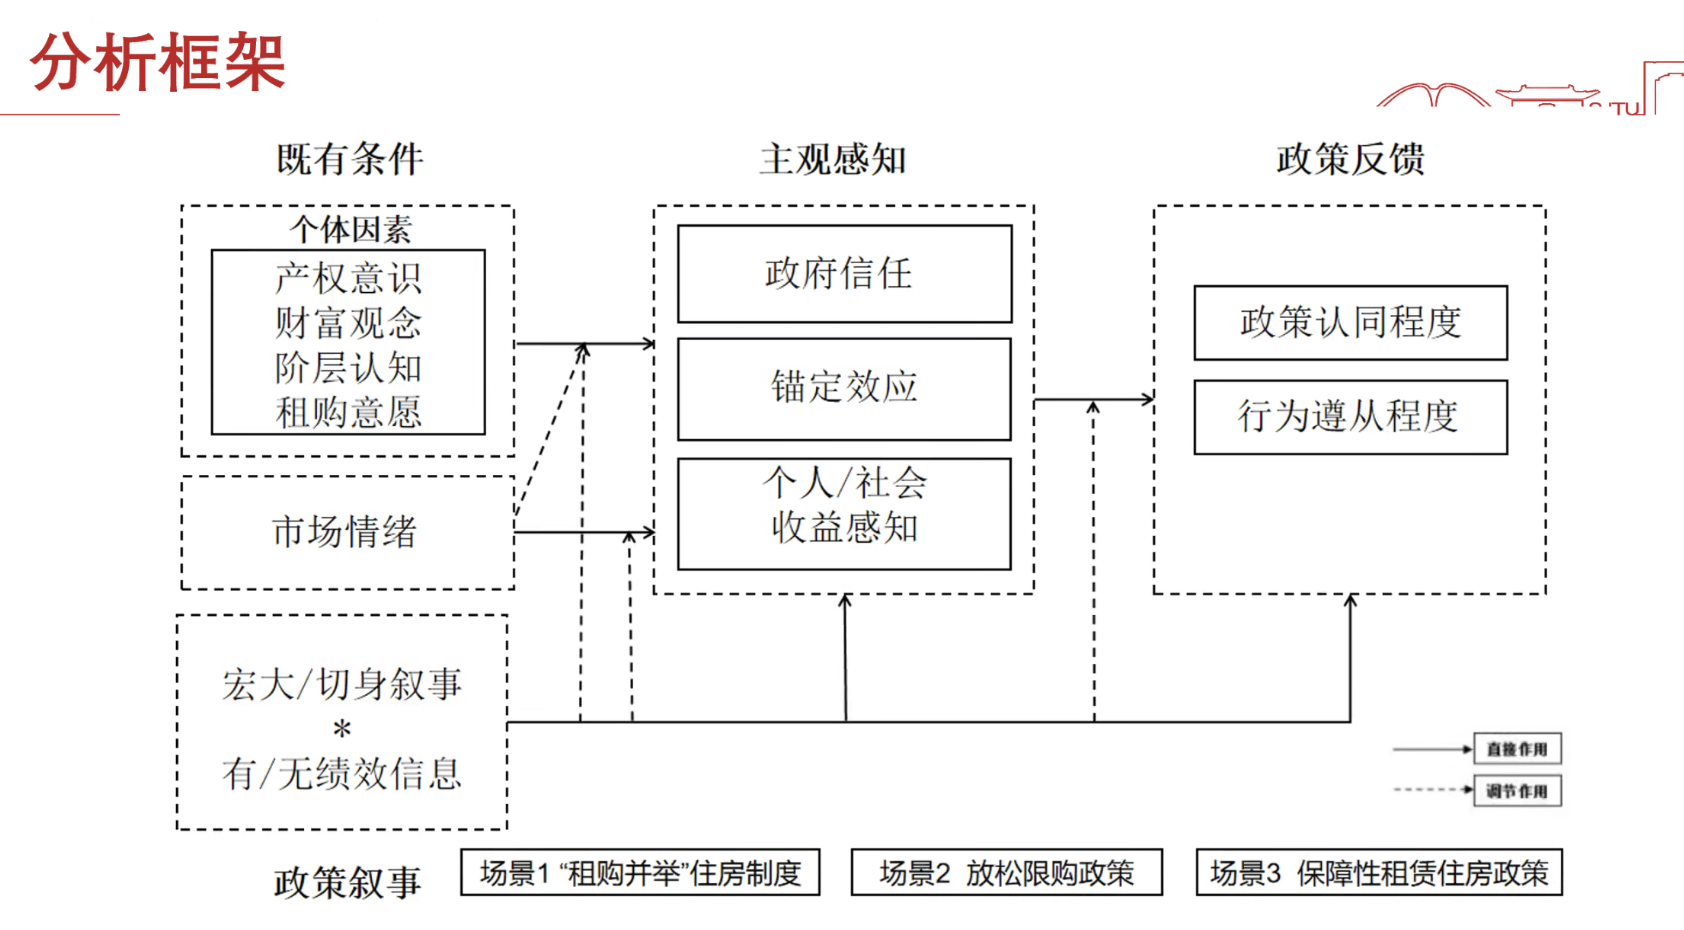 分析框架
既有条件
主观感知
政策反馈
个体因素
产权意识
财富观念
阶层认知
租购意愿
市场情绪
宏大/切身叙事
*
有/无绩效信息
政策叙事
政府信任
锚定效应
个人/社会
收益感知
政策认同程度
行为遵从程度
直接作用
调节作用
场景1 “租购并举”住房制度
场景2 放松限购政策
场景3 保障性租赁住房政策